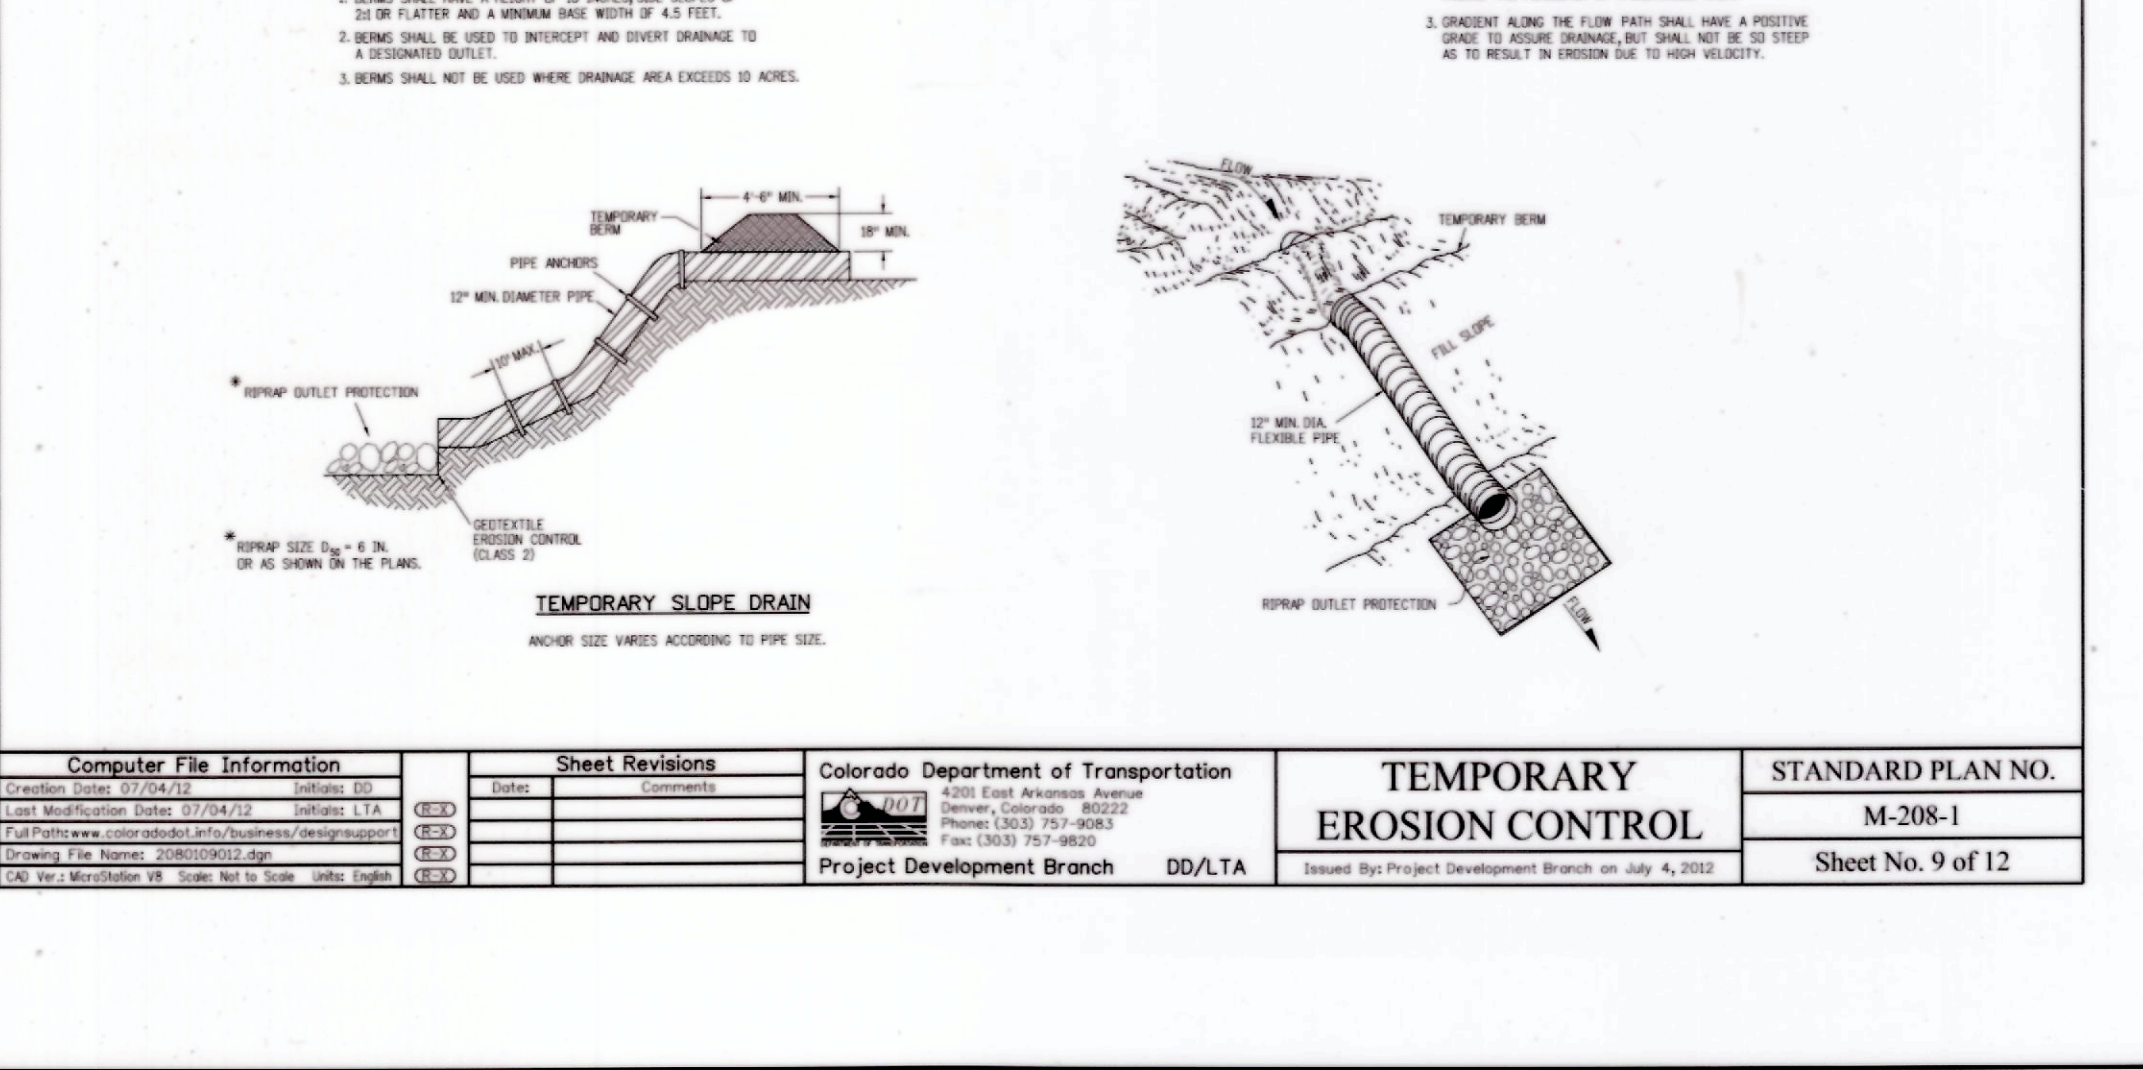 2:1 OR FLATTER AND A MINIMUM BASE WIDTH OF 4.5 FEET.
2. BERMS SHALL BE USED TO INTERCEPT AND DIVERT DRAINAGE TO
A DESIGNATED OUTLET.
3. BERMS SHALL NOT BE USED WHERE DRAINAGE AREA EXCEEDS 10 ACRES.
3. GRADIENT ALONG THE FLOW PATH SHALL HAVE A POSITIVE
GRADE TO ASSURE DRAINAGE, BUT SHALL NOT BE SO STEEP
AS TO RESULT IN EROSION DUE TO HIGH VELOCITY.
4'-6" MIN.
TEMPORARY
BERM
18" MIN.
PIPE ANCHORS
12" MIN. DIAMETER PIPE
10' MAX.
* RIPRAP OUTLET PROTECTION
GEOTEXTILE
EROSION CONTROL
(CLASS 2)
* RIPRAP SIZE D50 = 6 IN.
OR AS SHOWN ON THE PLANS.
TEMPORARY SLOPE DRAIN
ANCHOR SIZE VARIES ACCORDING TO PIPE SIZE.
FLOW
TEMPORARY BERM
FILL SLOPE
12" MIN. DIA.
FLEXIBLE PIPE
RIPRAP OUTLET PROTECTION
FLOW
Computer File Information
Creation Date: 07/04/12 Initials: DD
Last Modification Date: 07/04/12 Initials: LTA
Full Path: www.coloradodot.info/business/designsupport
Drawing File Name: 2080109012.dgn
CAD Ver.: MicroStation V8 Scale: Not to Scale Units: English
R-X
R-X
R-X
R-X
Sheet Revisions
Date: Comments
Colorado Department of Transportation
DOT
4201 East Arkansas Avenue
Denver, Colorado 80222
Phone: (303) 757-9083
Fax: (303) 757-9820
Project Development Branch DD/LTA
TEMPORARY
EROSION CONTROL
Issued By: Project Development Branch on July 4, 2012
STANDARD PLAN NO.
M-208-1
Sheet No. 9 of 12